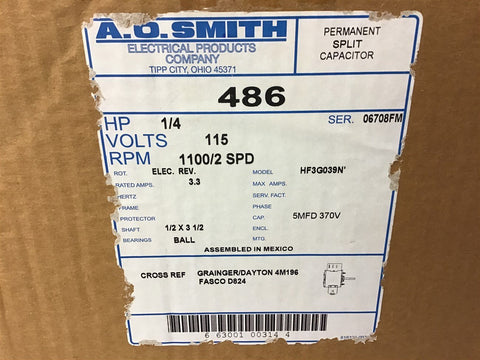 A.O.SMITH
ELECTRICAL PRODUCTS
COMPANY
TIPP CITY, OHIO 45371
PERMANENT
SPLIT
CAPACITOR
486
HP 1/4 SER. 06708FM
VOLTS 115
RPM 1100/2 SPD
ROT. ELEC. REV. MODEL HF3G039N'
RATED AMPS. 3.3 MAX AMPS.
HERTZ SERV. FACT.
FRAME PHASE
PROTECTOR CAP. 5MFD 370V
SHAFT 1/2 X 3 1/2 ENCL.
BEARINGS BALL MTG.
ASSEMBLED IN MEXICO
CROSS REF GRAINGER/DAYTON 4M196
FASCO D824
6 63001 00314 4